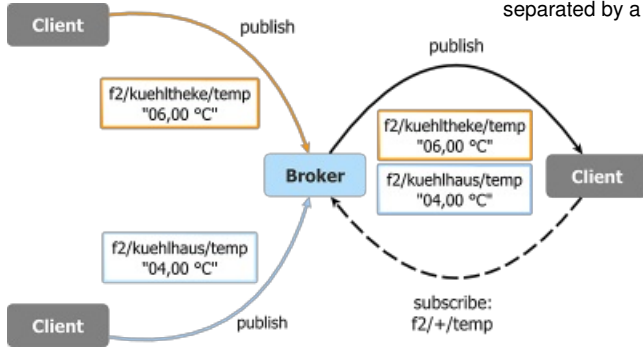 separated by a
Client
publish
publish
f2/kuehltheke/temp
"06,00 °C"
f2/kuehltheke/temp
"06,00 °C"
Broker
f2/kuehlhaus/temp
"04,00 °C"
Client
f2/kuehlhaus/temp
"04,00 °C"
subscribe:
f2/+/temp
Client
publish